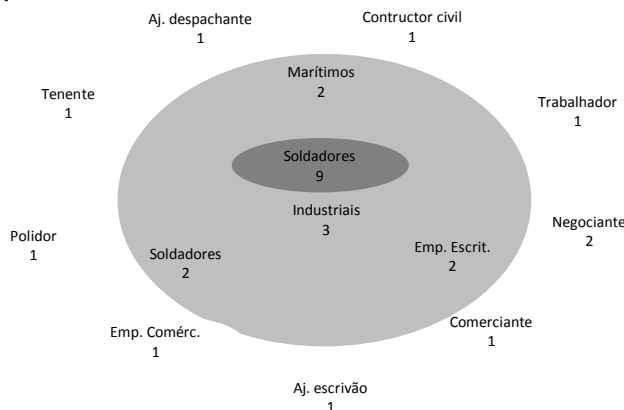 Aj. despachante
1
Contructor civil
1
Marítimos
2
Tenente
1
Trabalhador
1
Soldadores
9
Industriais
3
Negociante
2
Polidor
1
Soldadores
2
Emp. Escrit.
2
Emp. Comérc.
1
Comerciante
1
Aj. escrivão
1